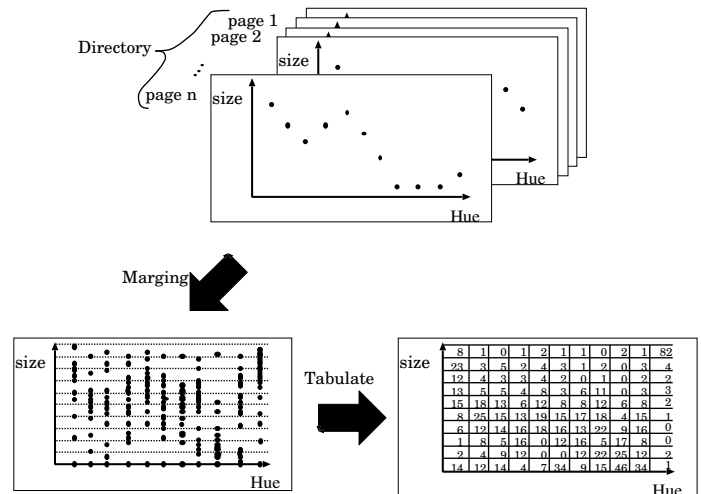 page 1
page 2
Directory
page n
size
size
Hue
Hue
Margining
size
Hue
Tabulate
size
8 1 0 1 2 1 1 0 2 1 82
23 3 5 2 4 3 1 2 0 3 4
12 4 3 3 4 2 0 1 0 2 2
13 5 5 4 8 3 6 11 0 3 3
15 18 13 6 12 8 8 12 6 8 2
8 25 15 13 19 15 17 18 4 15 1
6 12 14 16 18 16 13 22 9 16 0
1 8 5 16 0 12 16 5 17 8 0
2 4 9 12 0 0 12 22 25 12 2
14 12 14 4 7 34 9 15 46 34 1
Hue